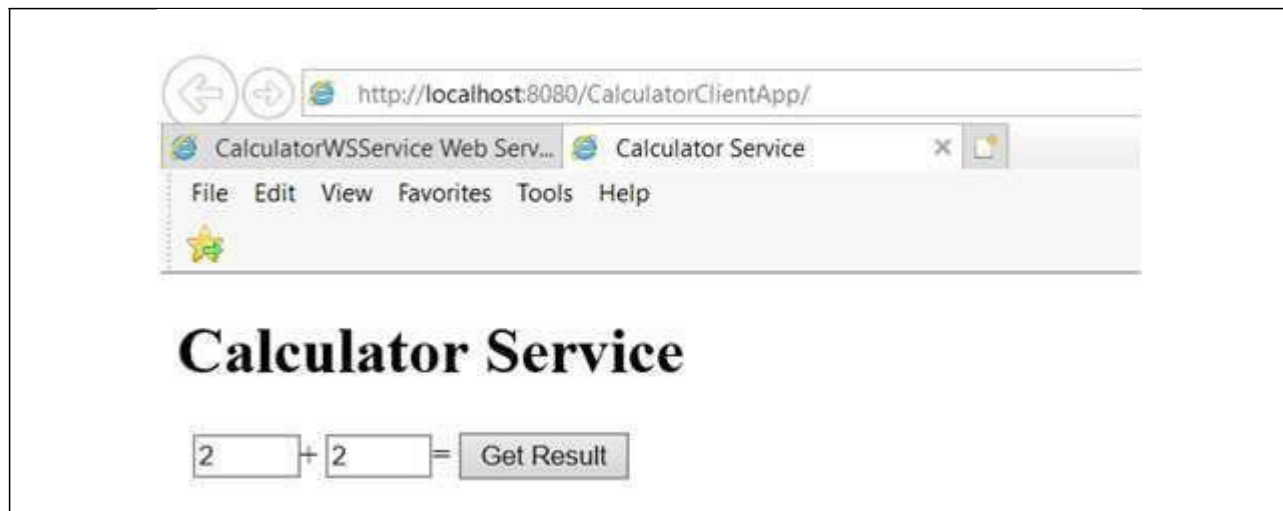 http://localhost:8080/CalculatorClientApp/
CalculatorWSService Web Serv... Calculator Service
File Edit View Favorites Tools Help
Calculator Service
2 + 2 = Get Result